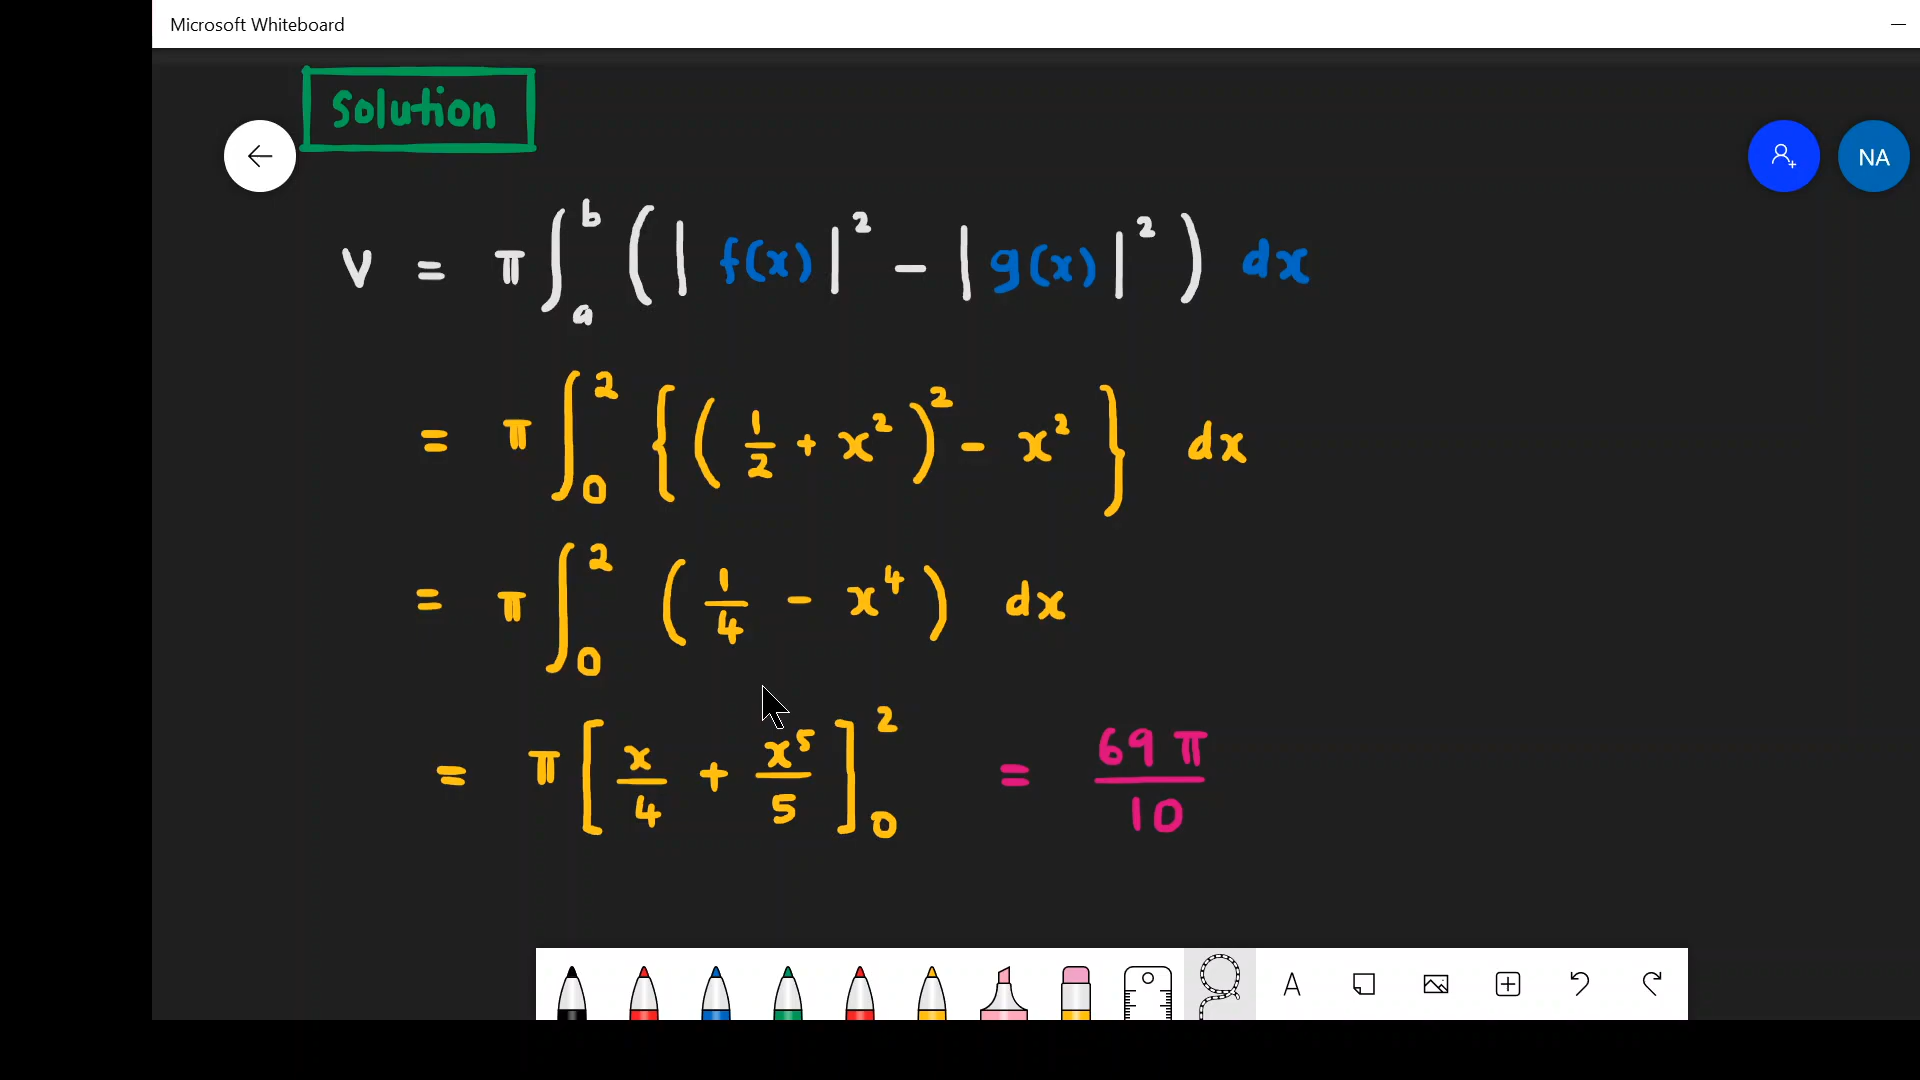 Microsoft Whiteboard
Solution
NA
V = π ∫_a^b ( | f(x) |² − | g(x) |² ) dx
= π ∫_0^2 { ( 1/2 + x² )² − x² } dx
= π ∫_0^2 ( 1/4 − x⁴ ) dx
= π [ x/4 + x⁵/5 ]_0^2 = 69π/10
A